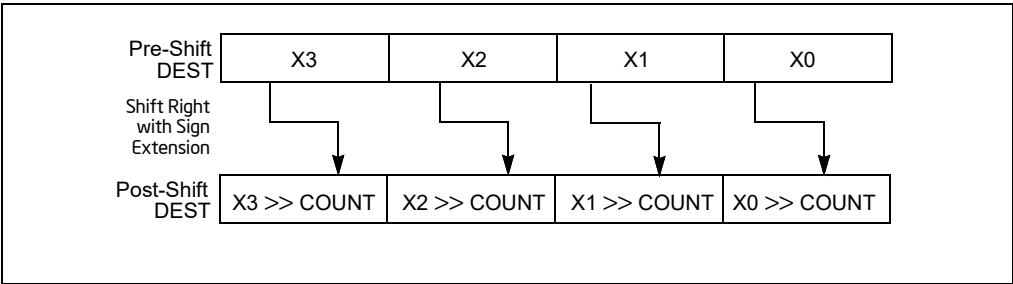 Pre-Shift
DEST
X3 X2 X1 X0
Shift Right
with Sign
Extension
Post-Shift
DEST
X3 >> COUNT X2 >> COUNT X1 >> COUNT X0 >> COUNT